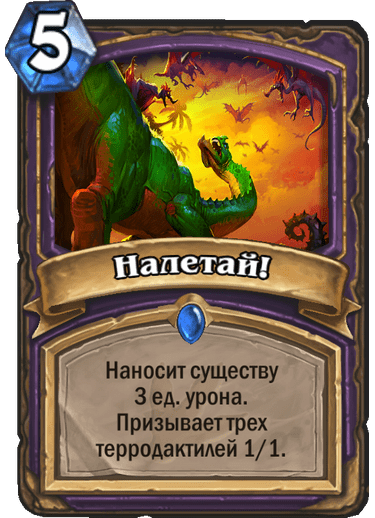 5
Налетай!
Наносит существу
3 ед. урона.
Призывает трех
терродактилей 1/1.